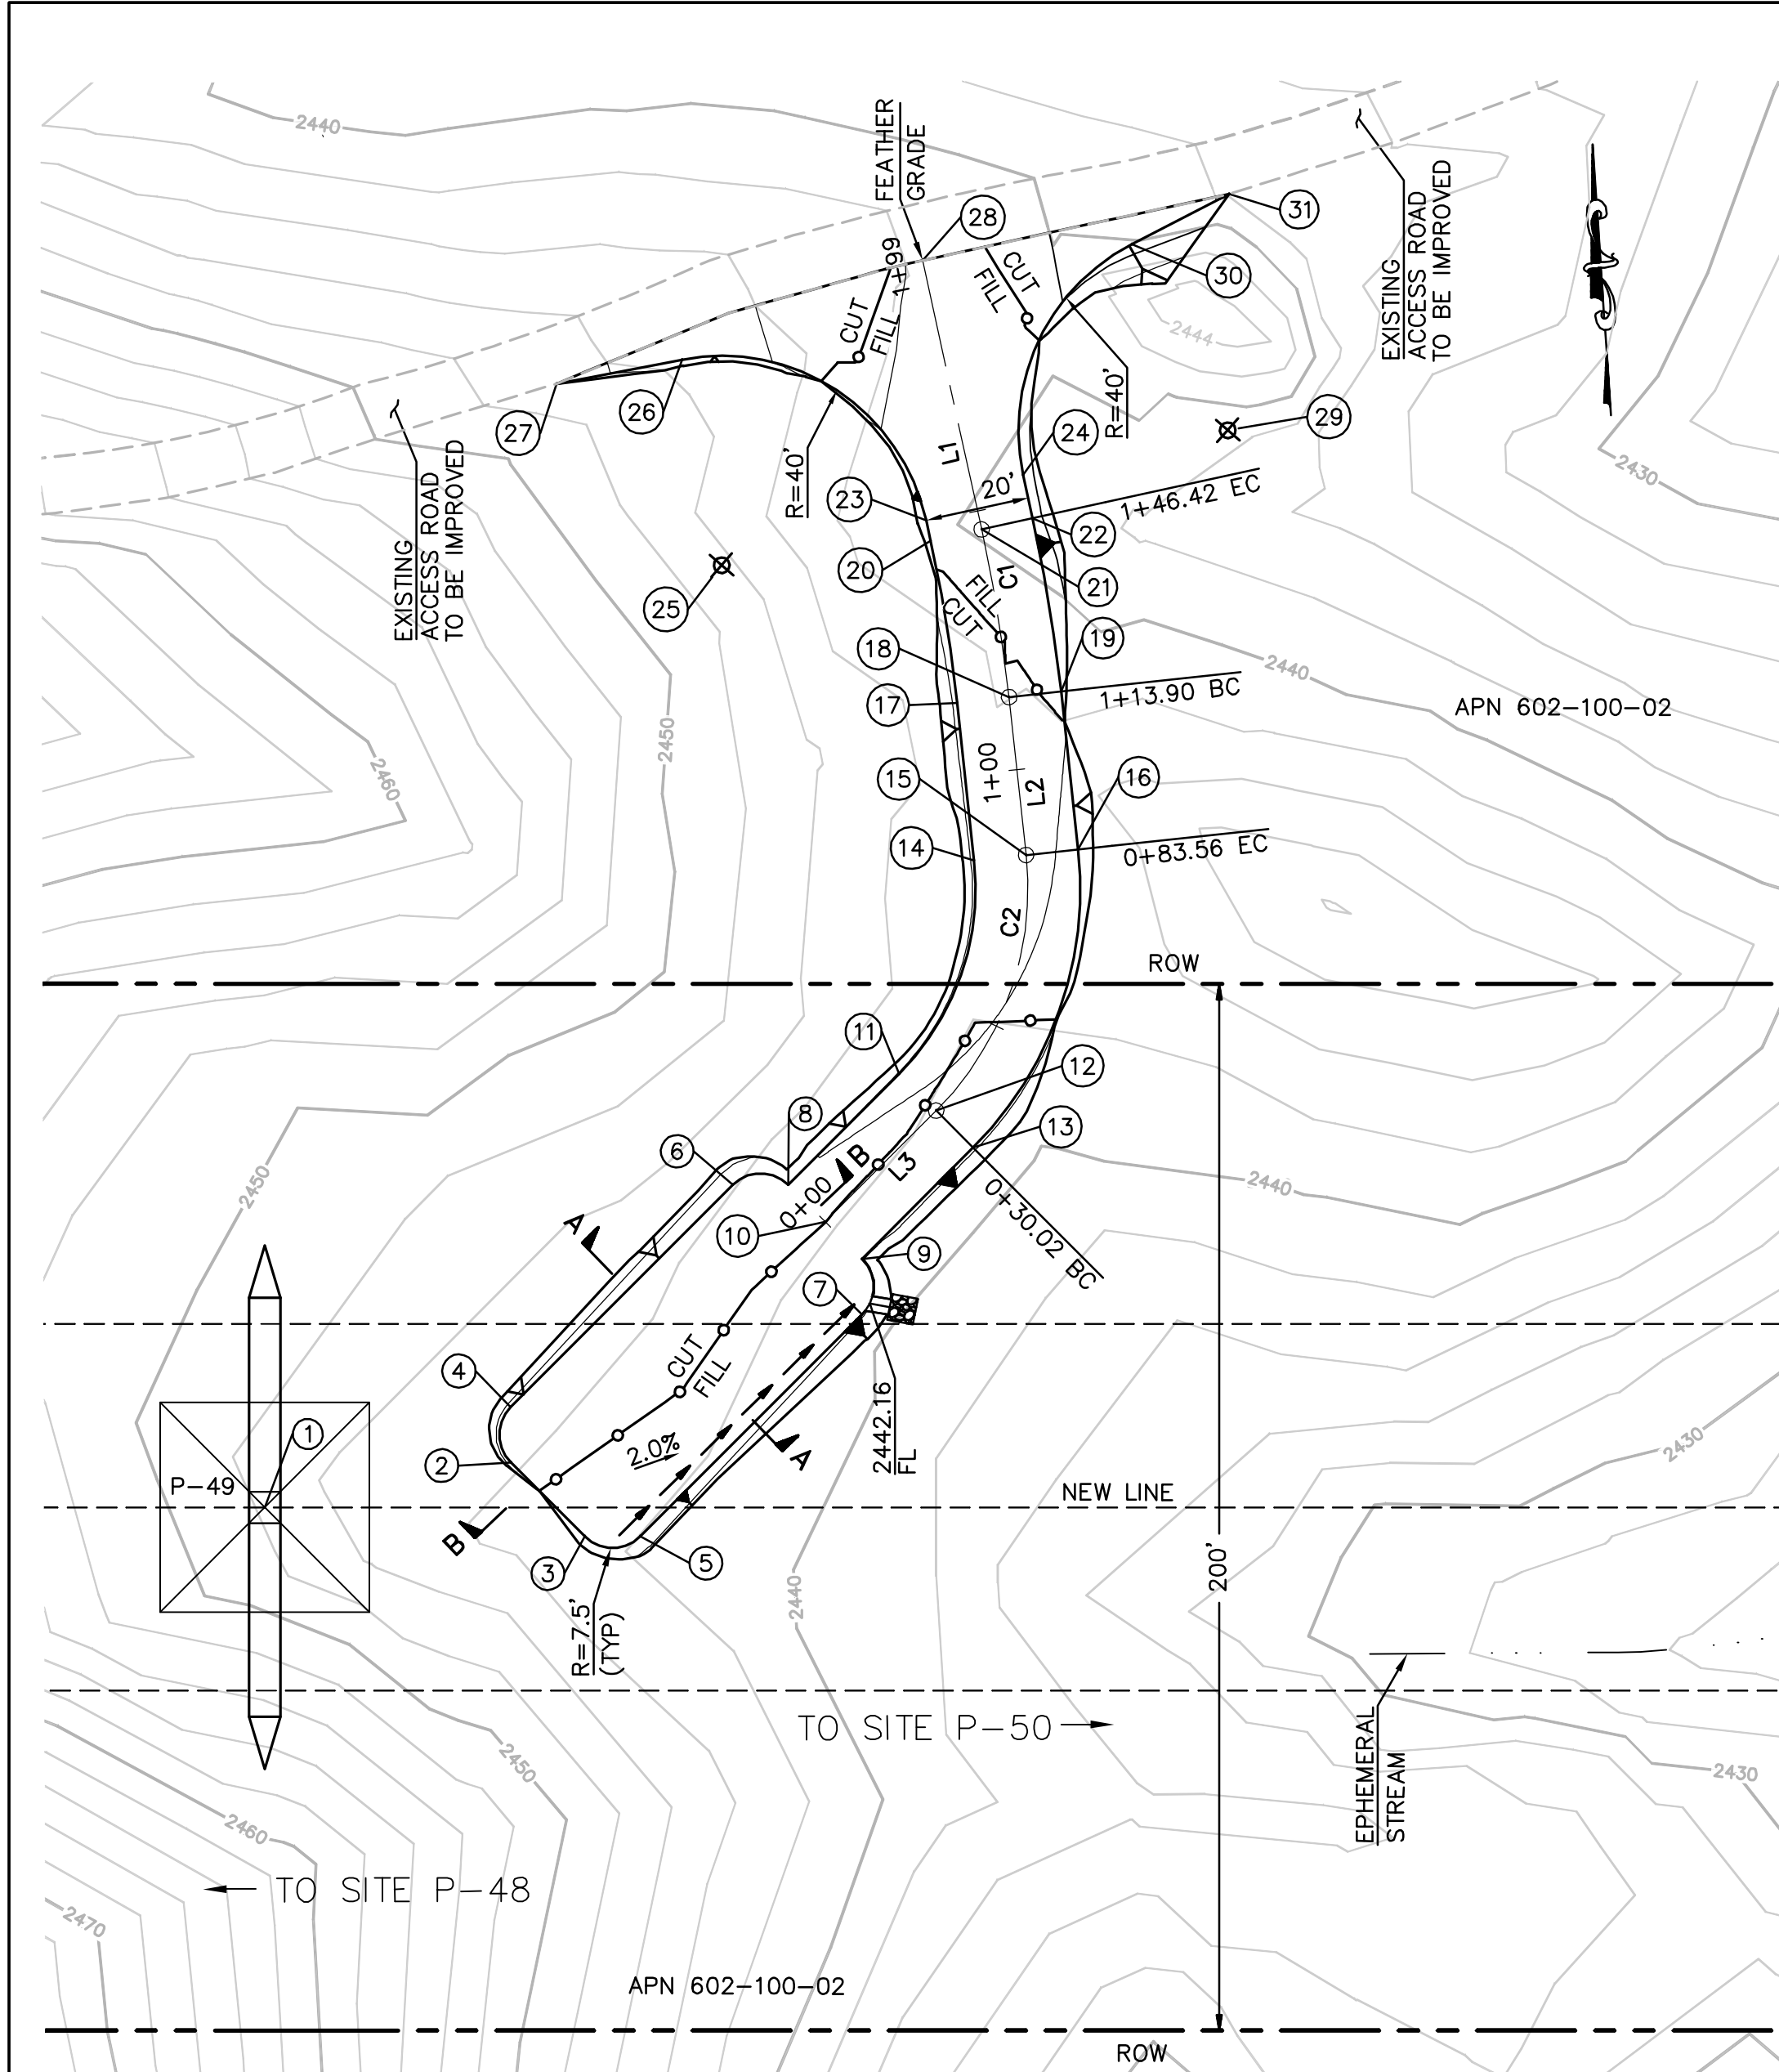 2440
FEATHER
GRADE
28
31
EXISTING
ACCESS ROAD
TO BE IMPROVED
CUT
FILL
1+99
CUT
FILL
30
2444
R=40'
27
26
29
24
2430
EXISTING
ACCESS ROAD
TO BE IMPROVED
R=40'
L1
20'
1+46.42 EC
23
22
20
C1
21
25
FILL
CUT
18
19
2440
1+13.90 BC
APN 602-100-02
17
2450
2460
1+00
15
L2
16
14
0+83.56 EC
C2
ROW
11
12
8
13
6
2450
B
L3
2440
0+00
A
10
0+30.02 BC
9
7
4
CUT
FILL
2442.16
FL
1
2
2.0%
A
P-49
NEW LINE
2430
B
3
5
200'
R=7.5'
(TYP)
2440
TO SITE P-50
EPHEMERAL
STREAM
2450
2430
2460
TO SITE P-48
2470
APN 602-100-02
ROW